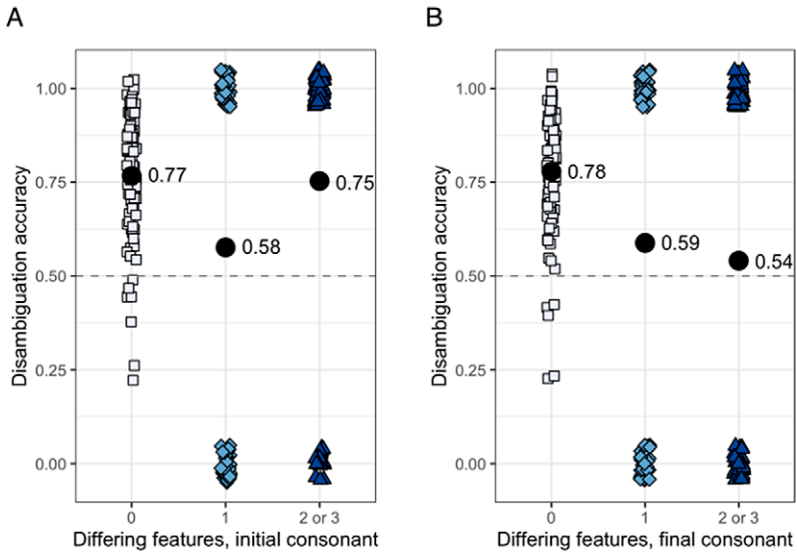 A
Disambiguation accuracy
1.00
0.75
0.50
0.25
0.00
0.77
0.58
0.75
0
1
2 or 3
Differing features, initial consonant
B
Disambiguation accuracy
1.00
0.75
0.50
0.25
0.00
0.78
0.59
0.54
0
1
2 or 3
Differing features, final consonant